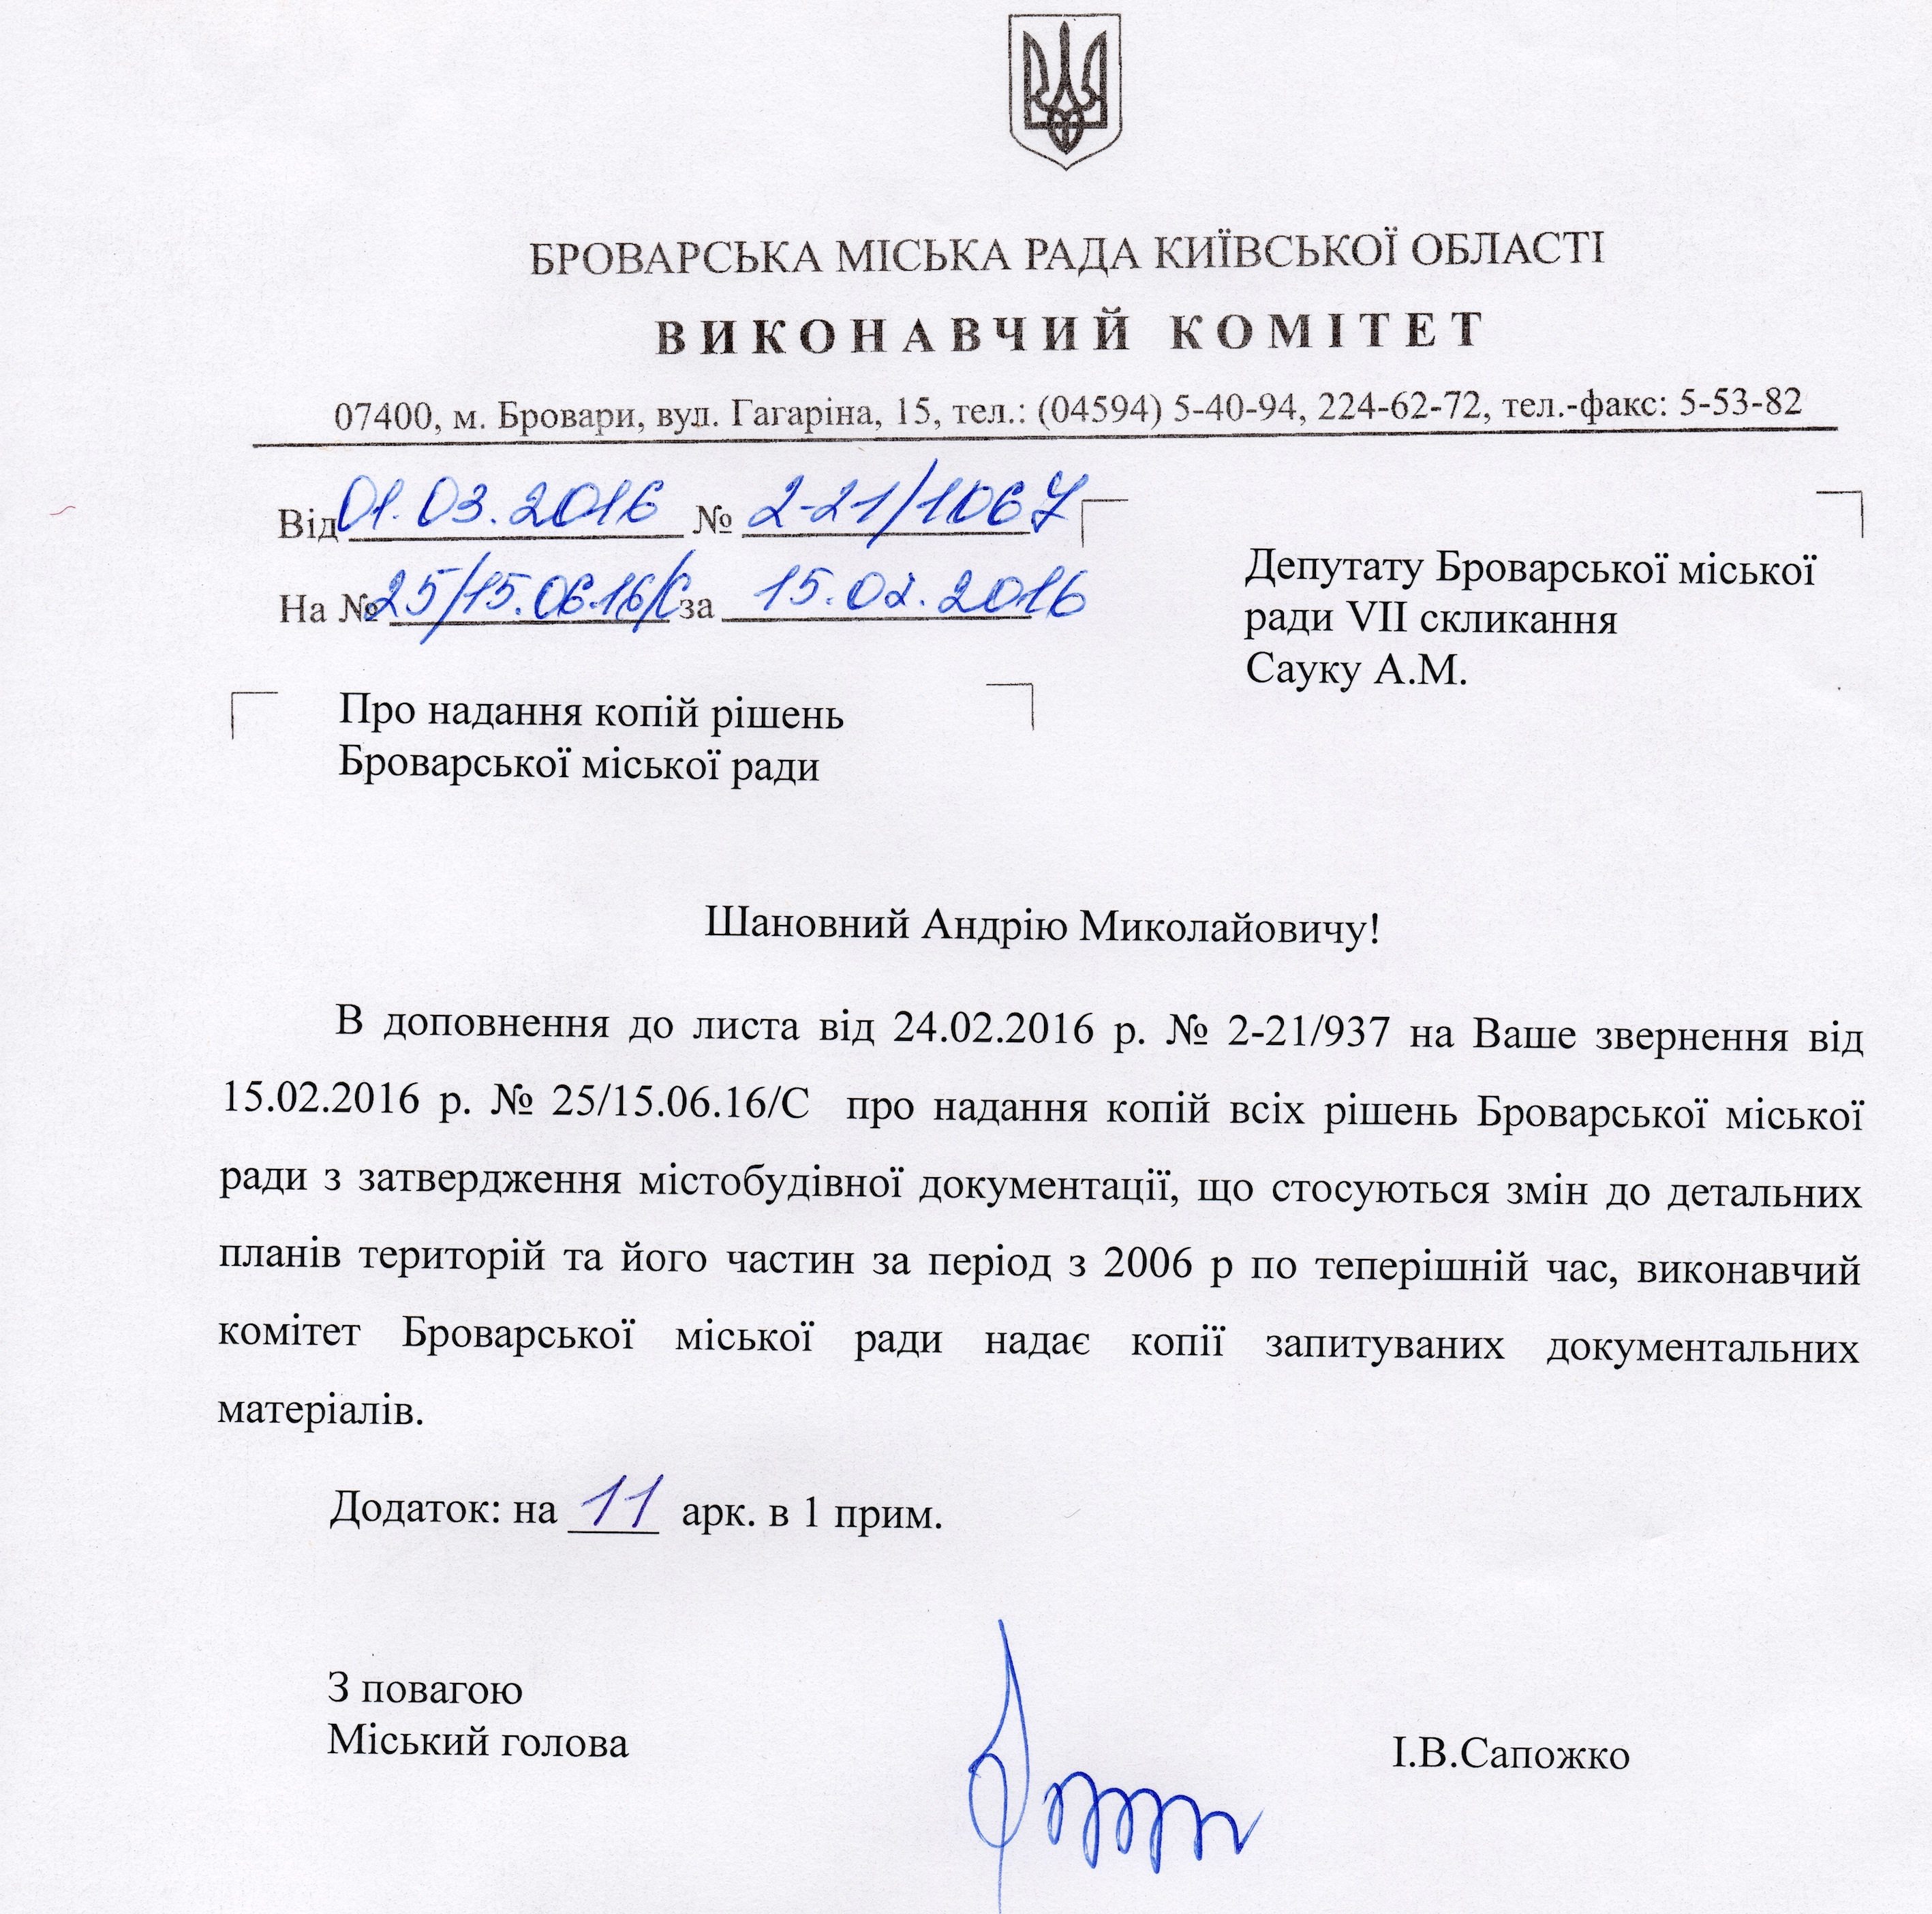 БРОВАРСЬКА МІСЬКА РАДА КИЇВСЬКОЇ ОБЛАСТІ
ВИКОНАВЧИЙ КОМІТЕТ
07400, м. Бровари, вул. Гагаріна, 15, тел.: (04594) 5-40-94, 224-62-72, тел.-факс: 5-53-82
Від 01.03.2016 № 2-21/1067
На № 25/15.06.16/С за 15.02.2016
Депутату Броварської міської
ради VII скликання
Сауку А.М.
Про надання копій рішень
Броварської міської ради
Шановний Андрію Миколайовичу!
В доповнення до листа від 24.02.2016 р. № 2-21/937 на Ваше звернення від
15.02.2016 р. № 25/15.06.16/С про надання копій всіх рішень Броварської міської
ради з затвердження містобудівної документації, що стосуються змін до детальних
планів територій та його частин за період з 2006 р по теперішній час, виконавчий
комітет Броварської міської ради надає копії запитуваних документальних
матеріалів.
Додаток: на 11 арк. в 1 прим.
З повагою
Міський голова
І.В.Сапожко